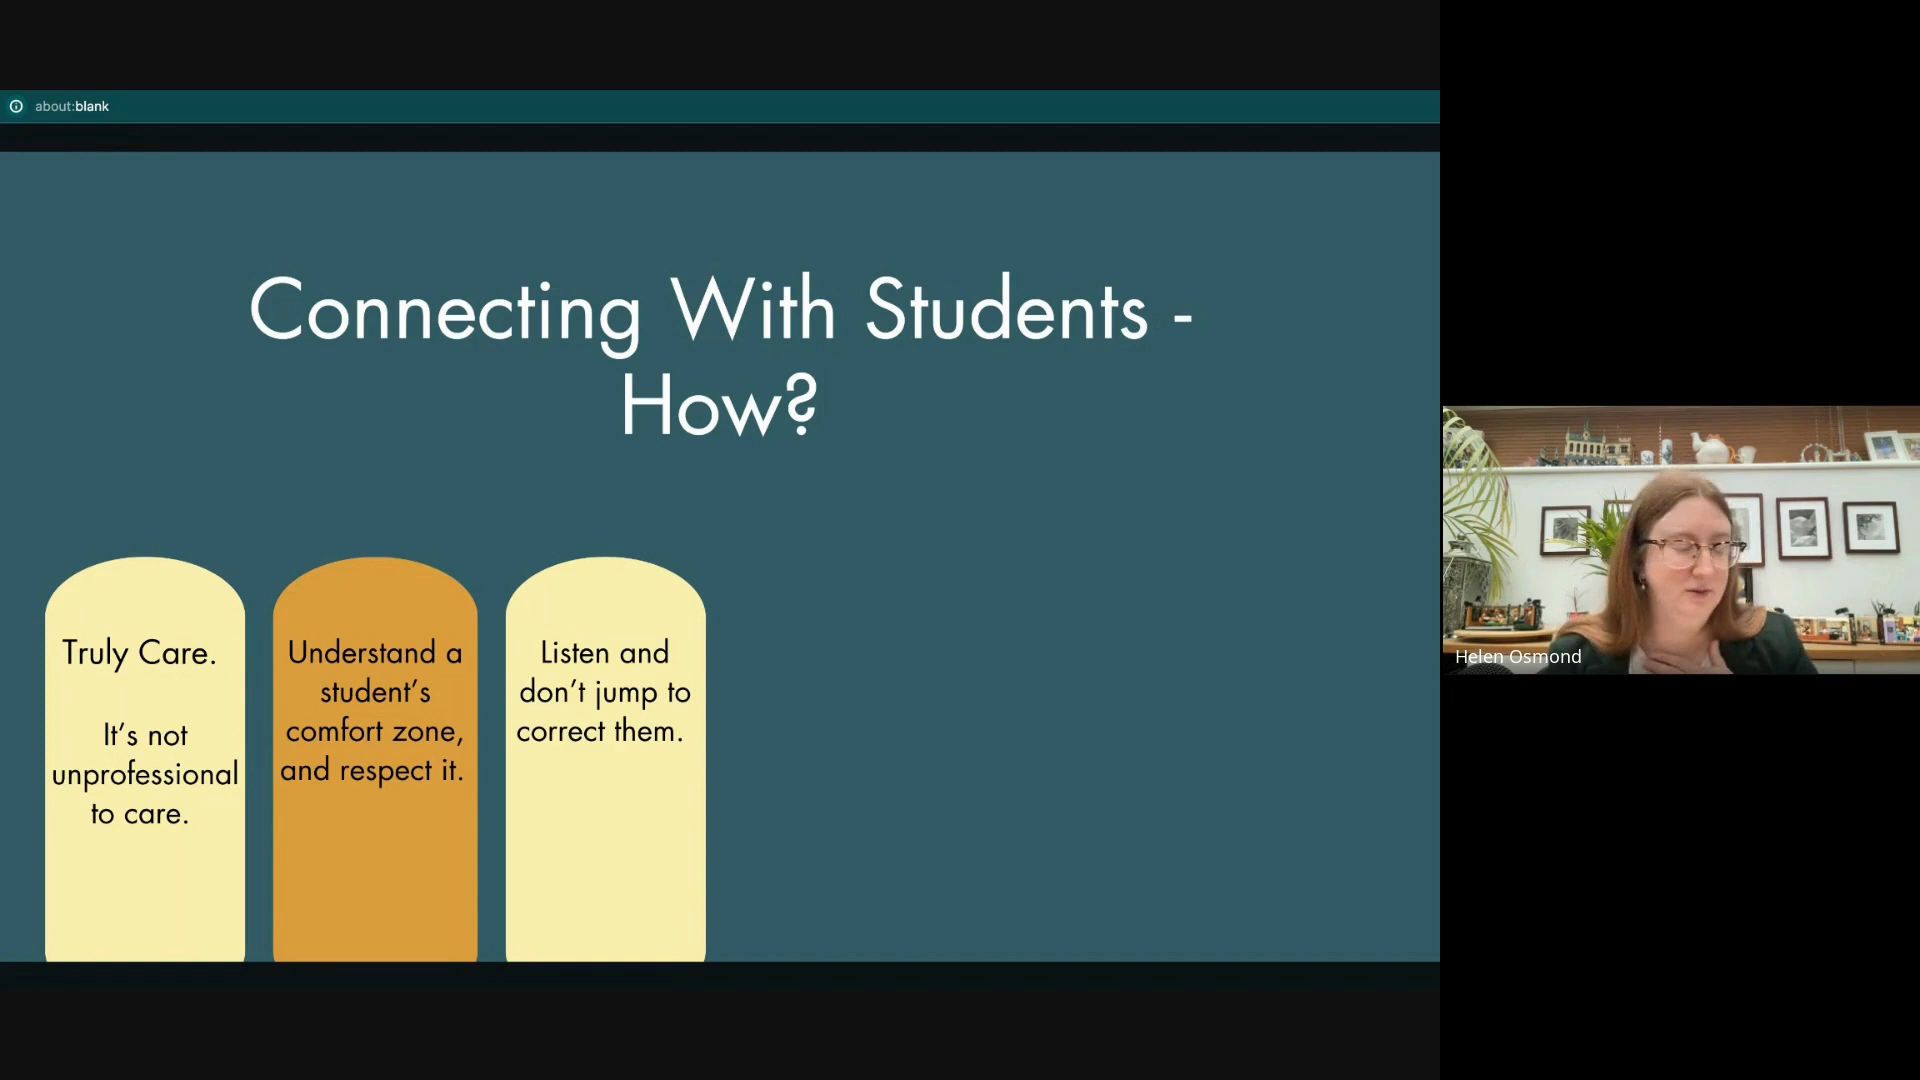 about:blank
Connecting With Students -
How?
Truly Care.
It's not
unprofessional
to care.
Understand a
student's
comfort zone,
and respect it.
Listen and
don't jump to
correct them.
Helen Osmond